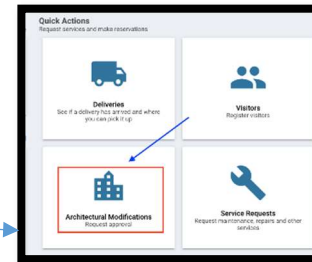 Quick Actions
Request services and make reservations
Deliveries
See if a delivery has arrived and where
you can pick it up
Visitors
Register visitors
Architectural Modifications
Request approval
Service Requests
Request maintenance, repairs and other
services